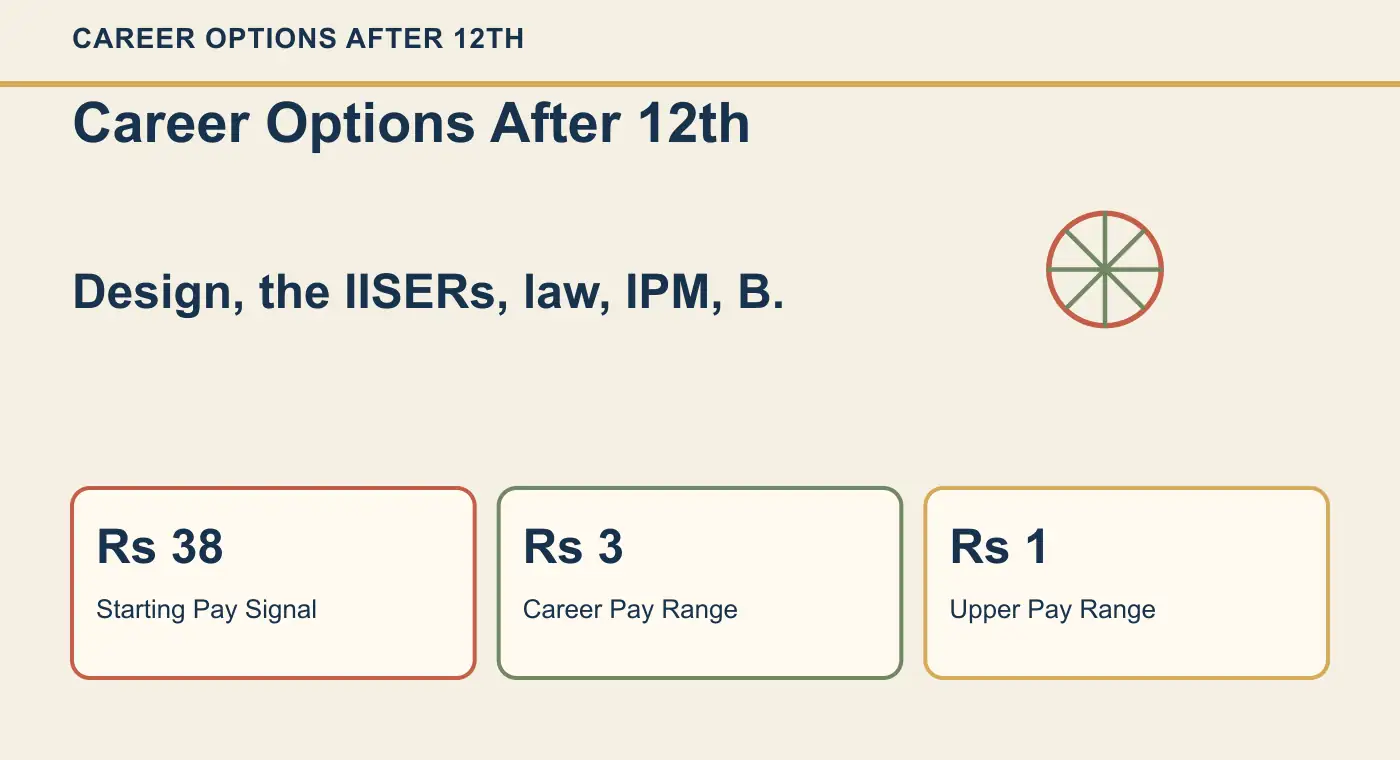 CAREER OPTIONS AFTER 12TH
Career Options After 12th
Design, the IISERs, law, IPM, B.
Rs 38
Starting Pay Signal
Rs 3
Career Pay Range
Rs 1
Upper Pay Range